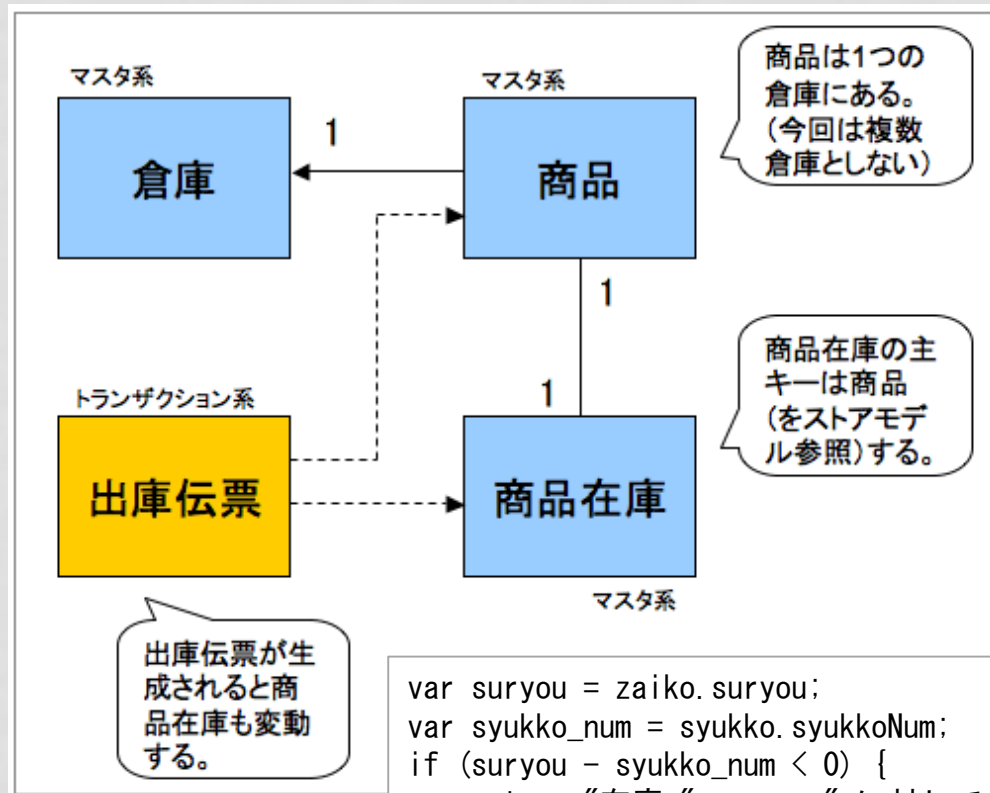 マスタ系
倉庫
1
マスタ系
商品
商品は1つの
倉庫にある。
(今回は複数
倉庫としない)
1
1
商品在庫の主
キーは商品
(をストアモデ
ル参照)する。
トランザクション系
出庫伝票
商品在庫
マスタ系
出庫伝票が生
成されると商
品在庫も変動
する。
var suryou = zaiko.suryou;
var syukko_num = syukko.syukkoNum;
if (suryou - syukko_num < 0) {